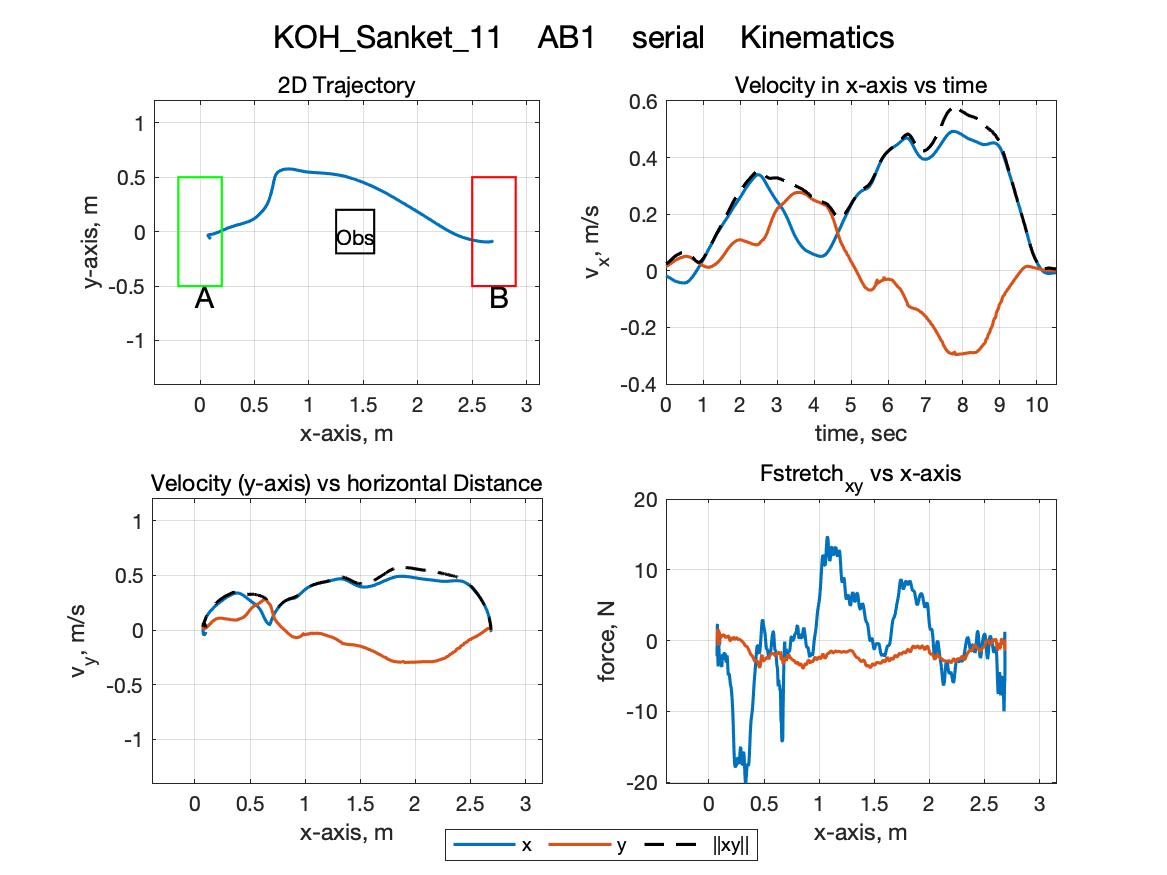 KOH_Sanket_11 AB1 serial Kinematics
2D Trajectory
1
0.5
0
-0.5
-1
y-axis, m
Obs
A
B
0 0.5 1 1.5 2 2.5 3
x-axis, m
Velocity in x-axis vs time
0.6
0.4
0.2
0
-0.2
-0.4
v_x, m/s
0 1 2 3 4 5 6 7 8 9 10
time, sec
Velocity (y-axis) vs horizontal Distance
1
0.5
0
-0.5
-1
v_y, m/s
0 0.5 1 1.5 2 2.5 3
x-axis, m
Fstretch_xy vs x-axis
20
10
0
-10
-20
force, N
0 0.5 1 1.5 2 2.5 3
x-axis, m
x y ||xy||